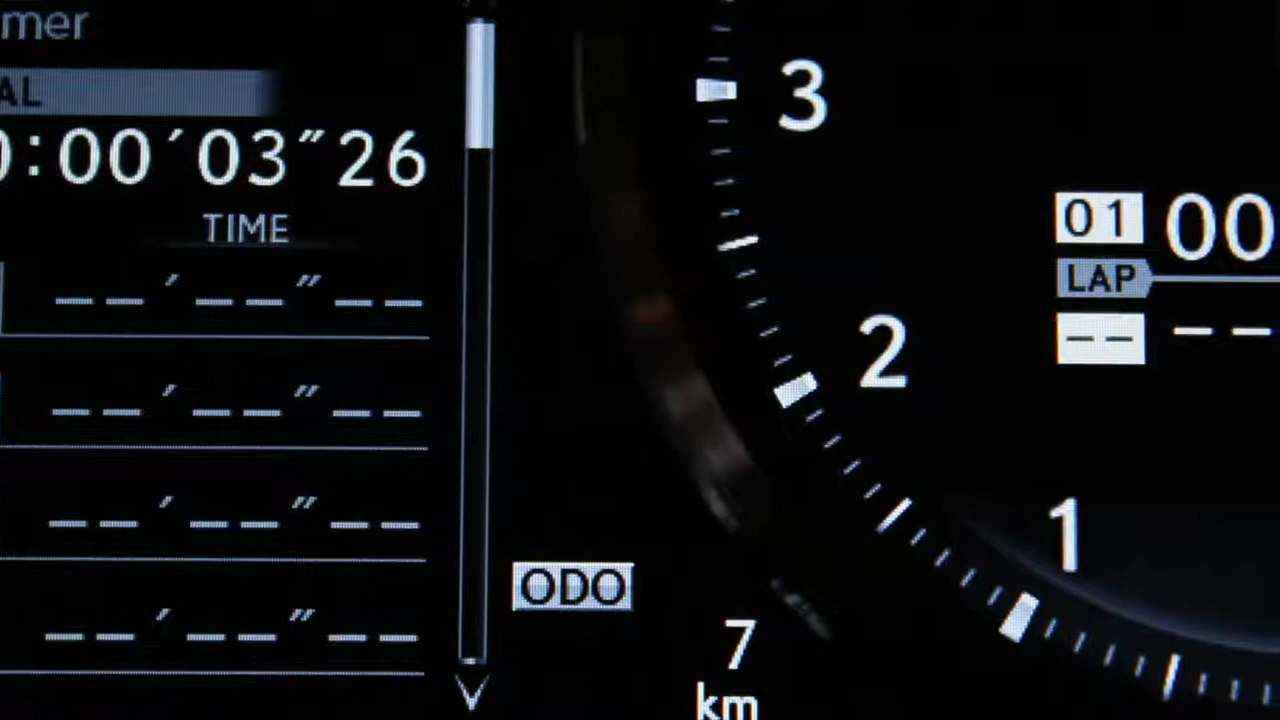 mer
AL
0:00′03″26
TIME
--′--″--
--′--″--
--′--″--
--′--″--
ODO
7
km
3
2
1
01 00
LAP
-- --